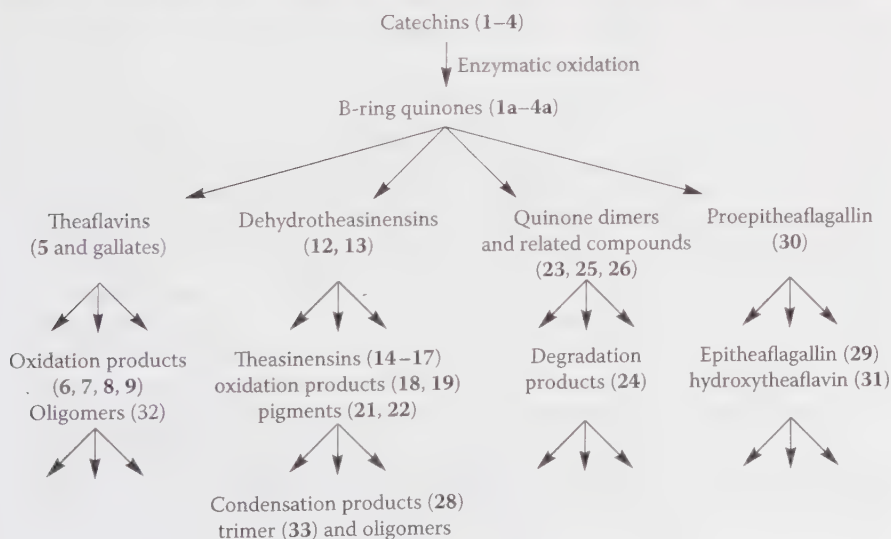 Catechins (1–4)
Enzymatic oxidation
B-ring quinones (1a–4a)
Theaflavins
(5 and gallates)
Dehydrotheasinensins
(12, 13)
Quinone dimers
and related compounds
(23, 25, 26)
Proepitheaflagallin
(30)
Oxidation products
(6, 7, 8, 9)
Oligomers (32)
Theasinensins (14–17)
oxidation products (18, 19)
pigments (21, 22)
Degradation
products (24)
Epitheaflagallin (29)
hydroxytheaflavin (31)
Condensation products (28)
trimer (33) and oligomers